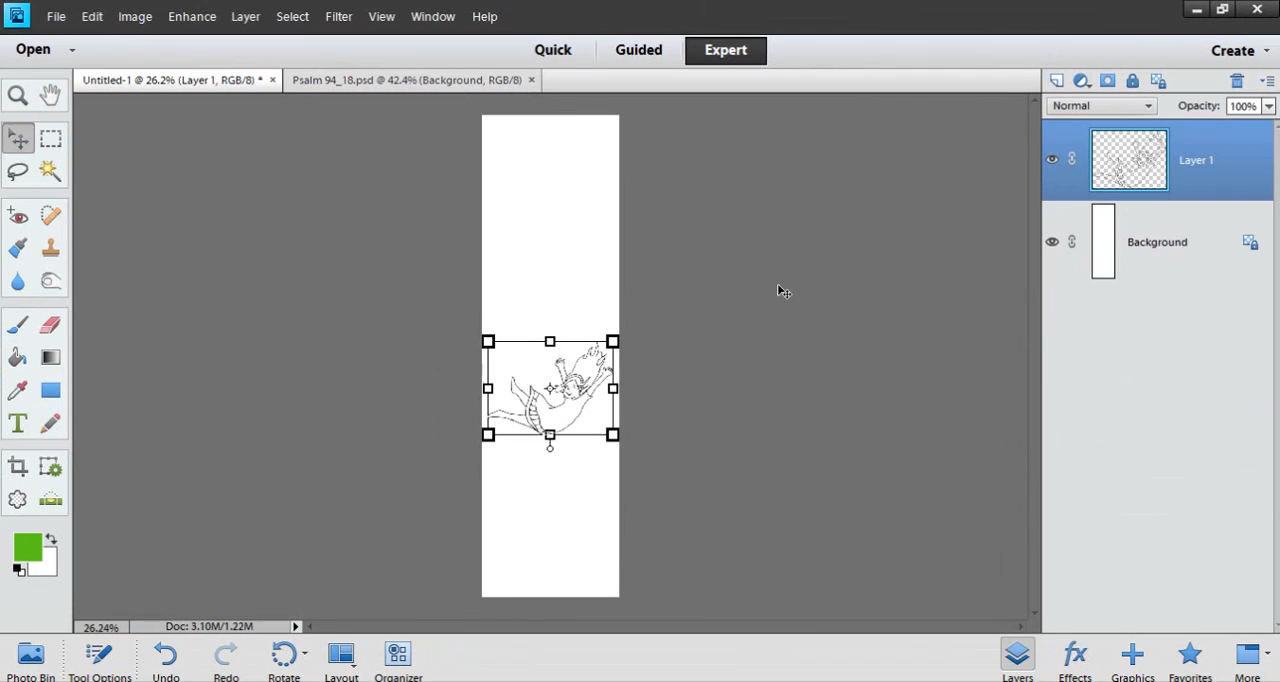 File Edit Image Enhance Layer Select Filter View Window Help
Open Quick Guided Expert Create
Untitled-1 @ 26.2% (Layer 1, RGB/8) * × Psalm 94_18.psd @ 42.4% (Background, RGB/8) ×
Normal Opacity: 100%
Layer 1
Background
26.24% Doc: 3.10M/1.22M
Photo Bin Tool Options Undo Redo Rotate Layout Organizer Layers Effects Graphics Favorites More